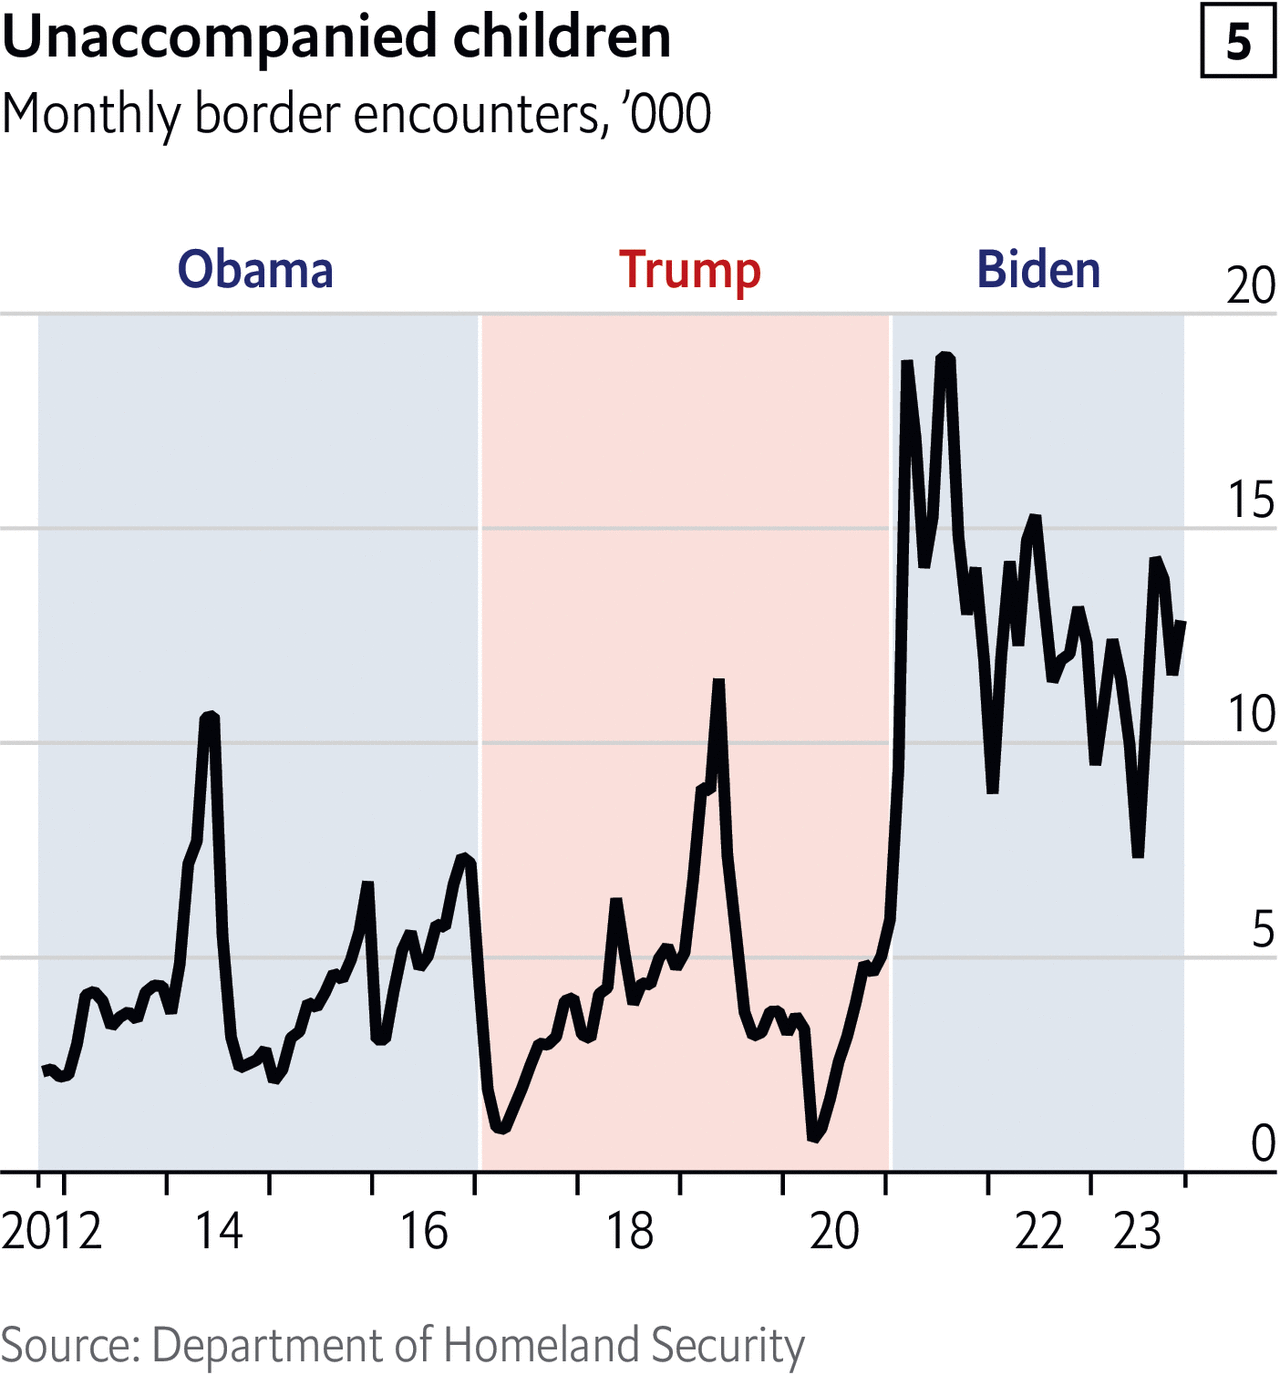 Unaccompanied children
5
Monthly border encounters, ’000
Obama
Trump
Biden
20
15
10
5
0
2012
14
16
18
20
22
23
Source: Department of Homeland Security